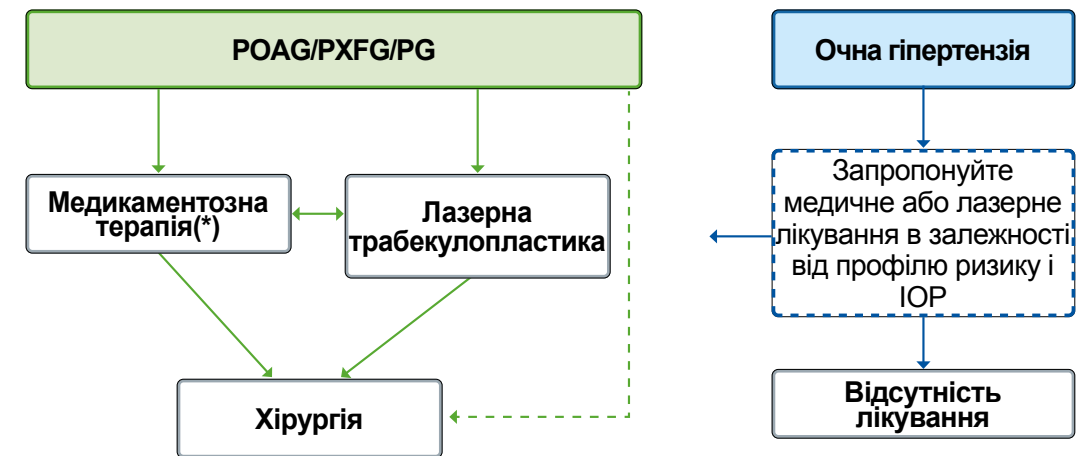 POAG/PXFG/PG
Очна гіпертензія
Медикаментозна
терапія(*)
Лазерна
трабекулопластика
Запропонуйте
медичне або лазерне
лікування в залежності
від профілю ризику і
ІОР
Хірургія
Відсутність
лікування